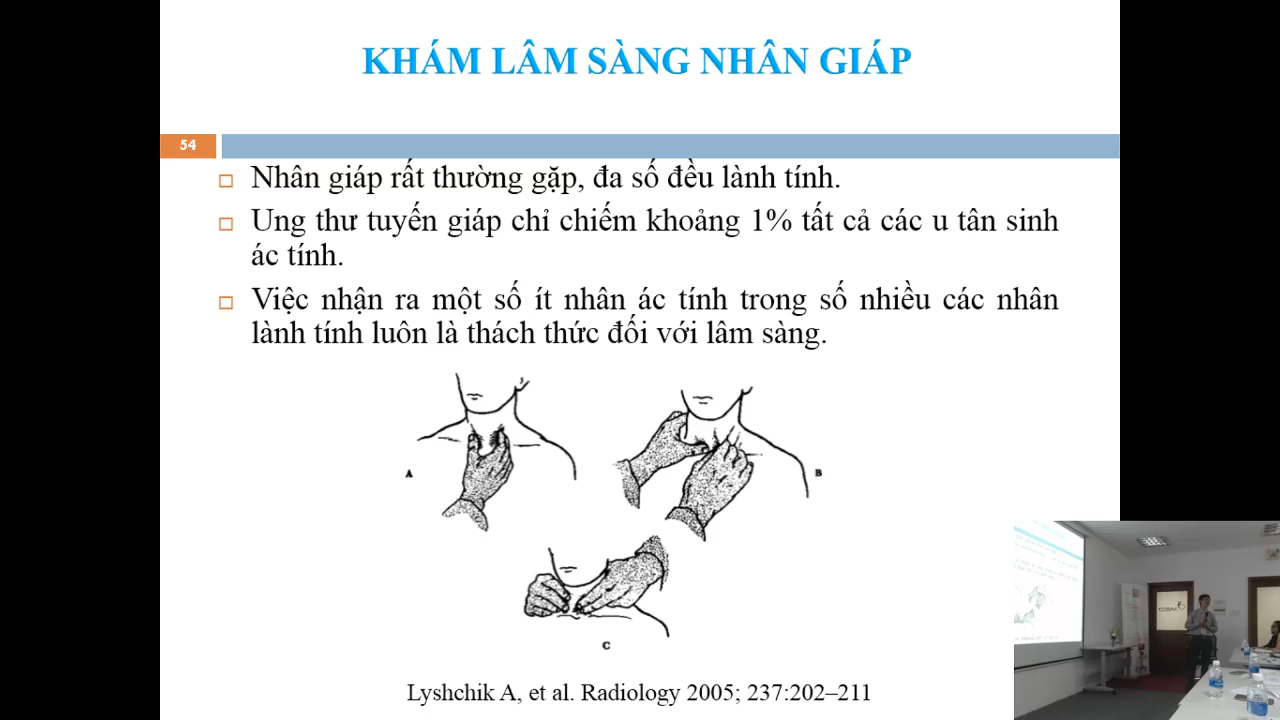 KHÁM LÂM SÀNG NHÂN GIÁP
54
Nhân giáp rất thường gặp, đa số đều lành tính.
Ung thư tuyến giáp chỉ chiếm khoảng 1% tất cả các u tân sinh
ác tính.
Việc nhận ra một số ít nhân ác tính trong số nhiều các nhân
lành tính luôn là thách thức đối với lâm sàng.
A
B
C
Lyshchik A, et al. Radiology 2005; 237:202–211